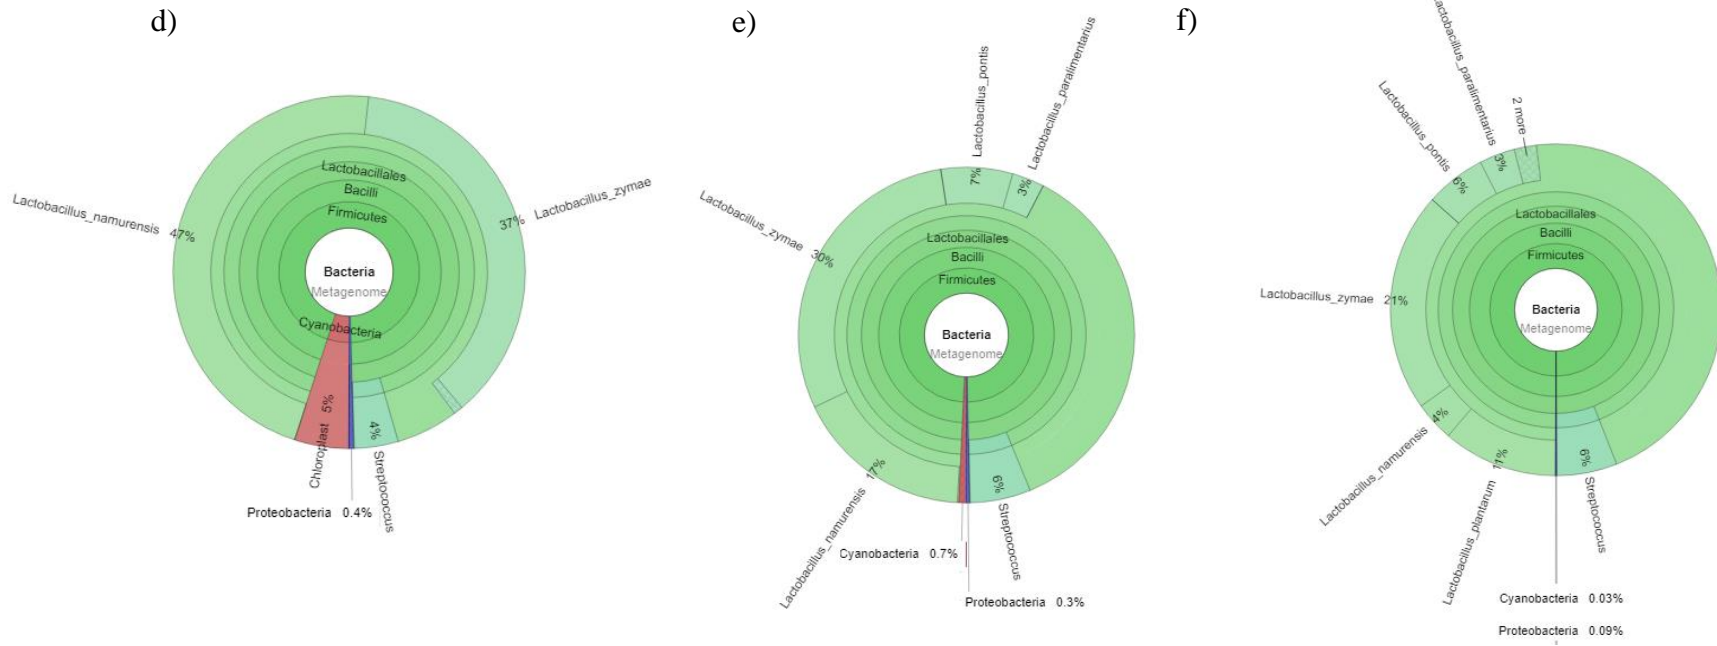 d)
Lactobacillus_namurensis 47%
37% Lactobacillus_zymae
Lactobacillales
Bacilli
Firmicutes
Bacteria
Metagenome
Cyanobacteria
Chloroplast 5%
4% Streptococcus
Proteobacteria 0.4%
e)
7% Lactobacillus_pontis
3% Lactobacillus_paralimentarius
Lactobacillus_zymae 30%
Lactobacillales
Bacilli
Firmicutes
Bacteria
Metagenome
Lactobacillus_namurensis 17%
6% Streptococcus
Cyanobacteria 0.7%
Proteobacteria 0.3%
f)
Lactobacillus_paralimentarius 3%
2 more
Lactobacillus_pontis 6%
Lactobacillus_zymae 21%
Lactobacillales
Bacilli
Firmicutes
Bacteria
Metagenome
Lactobacillus_namurensis 4%
Lactobacillus_plantarum 11%
6% Streptococcus
Cyanobacteria 0.03%
Proteobacteria 0.09%